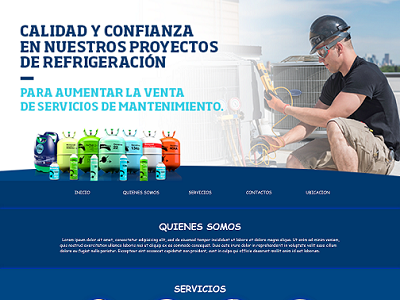 CALIDAD Y CONFIANZA
EN NUESTROS PROYECTOS
DE REFRIGERACIÓN
PARA AUMENTAR LA VENTA
DE SERVICIOS DE MANTENIMIENTO.
INICIO QUIENES SOMOS SERVICIOS CONTACTOS UBICACION
QUIENES SOMOS
Lorem ipsum dolor sit amet, consectetur adipisicing elit, sed do eiusmod tempor incididunt ut labore et dolore magna aliqua. Ut enim ad minim veniam,
quis nostrud exercitation ullamco laboris nisi ut aliquip ex ea commodo consequat. Duis aute irure dolor in reprehenderit in voluptate velit esse cillum
dolore eu fugiat nulla pariatur. Excepteur sint occaecat cupidatat non proident, sunt in culpa qui officia deserunt mollit anim id est laborum.
SERVICIOS